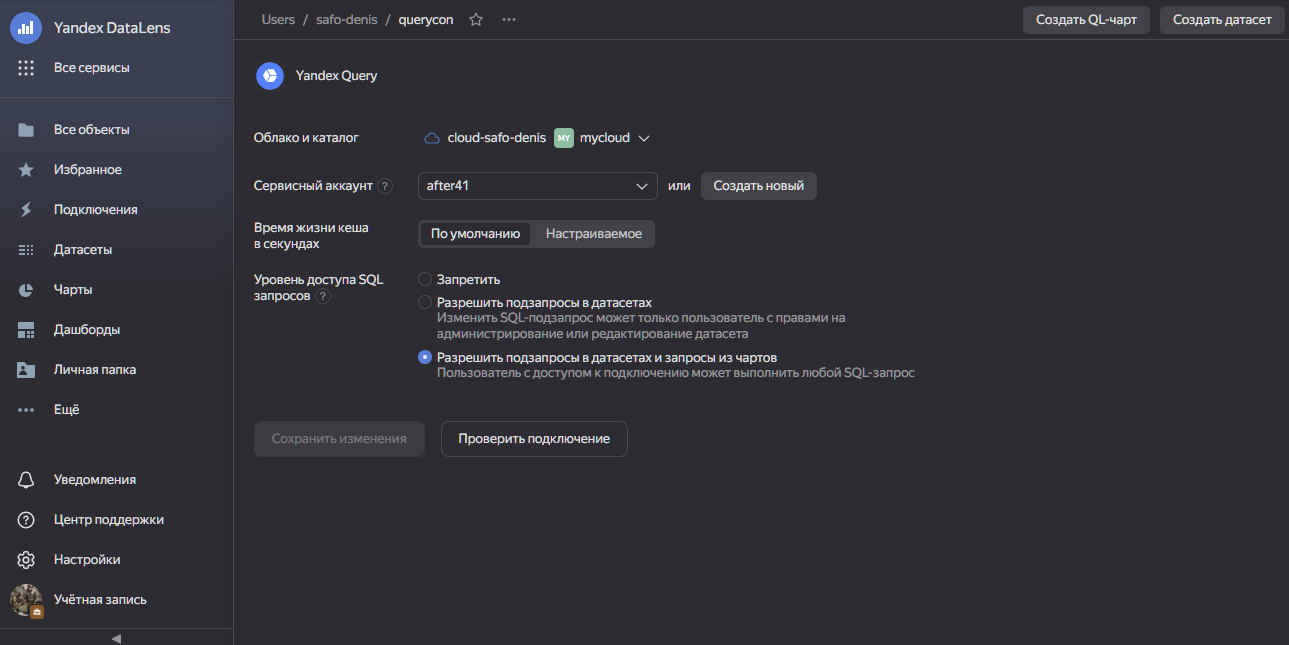 Yandex DataLens
Users / safo-denis / querycon
Создать QL-чарт
Создать датасет
Все сервисы
Yandex Query
Все объекты
Избранное
Подключения
Датасеты
Чарты
Дашборды
Личная папка
Ещё
Уведомления
Центр поддержки
Настройки
Учётная запись
Облако и каталог
cloud-safo-denis MY mycloud
Сервисный аккаунт ?
after41
или
Создать новый
Время жизни кеша
в секундах
По умолчанию
Настраиваемое
Уровень доступа SQL
запросов ?
Запретить
Разрешить подзапросы в датасетах
Изменить SQL-подзапрос может только пользователь с правами на
администрирование или редактирование датасета
Разрешить подзапросы в датасетах и запросы из чартов
Пользователь с доступом к подключению может выполнить любой SQL-запрос
Сохранить изменения
Проверить подключение